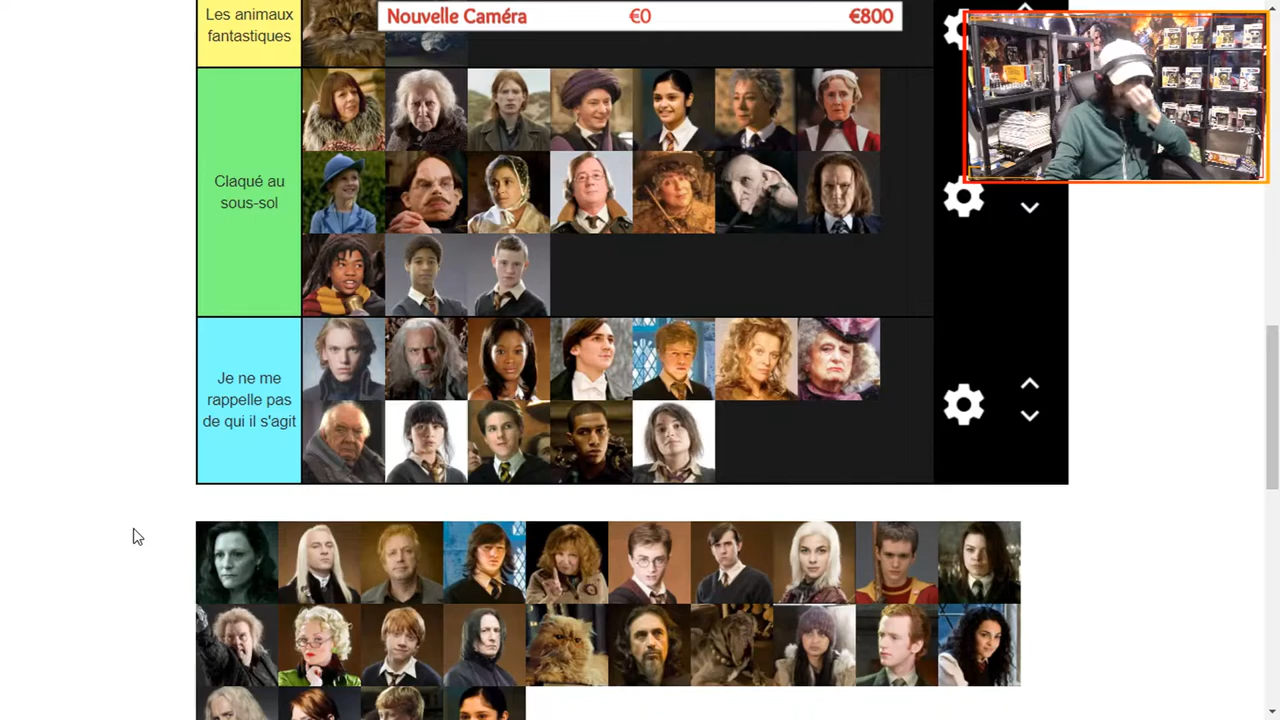 Les animaux
fantastiques
Nouvelle Caméra €0 €800
Claqué au
sous-sol
Je ne me
rappelle pas
de qui il s'agit